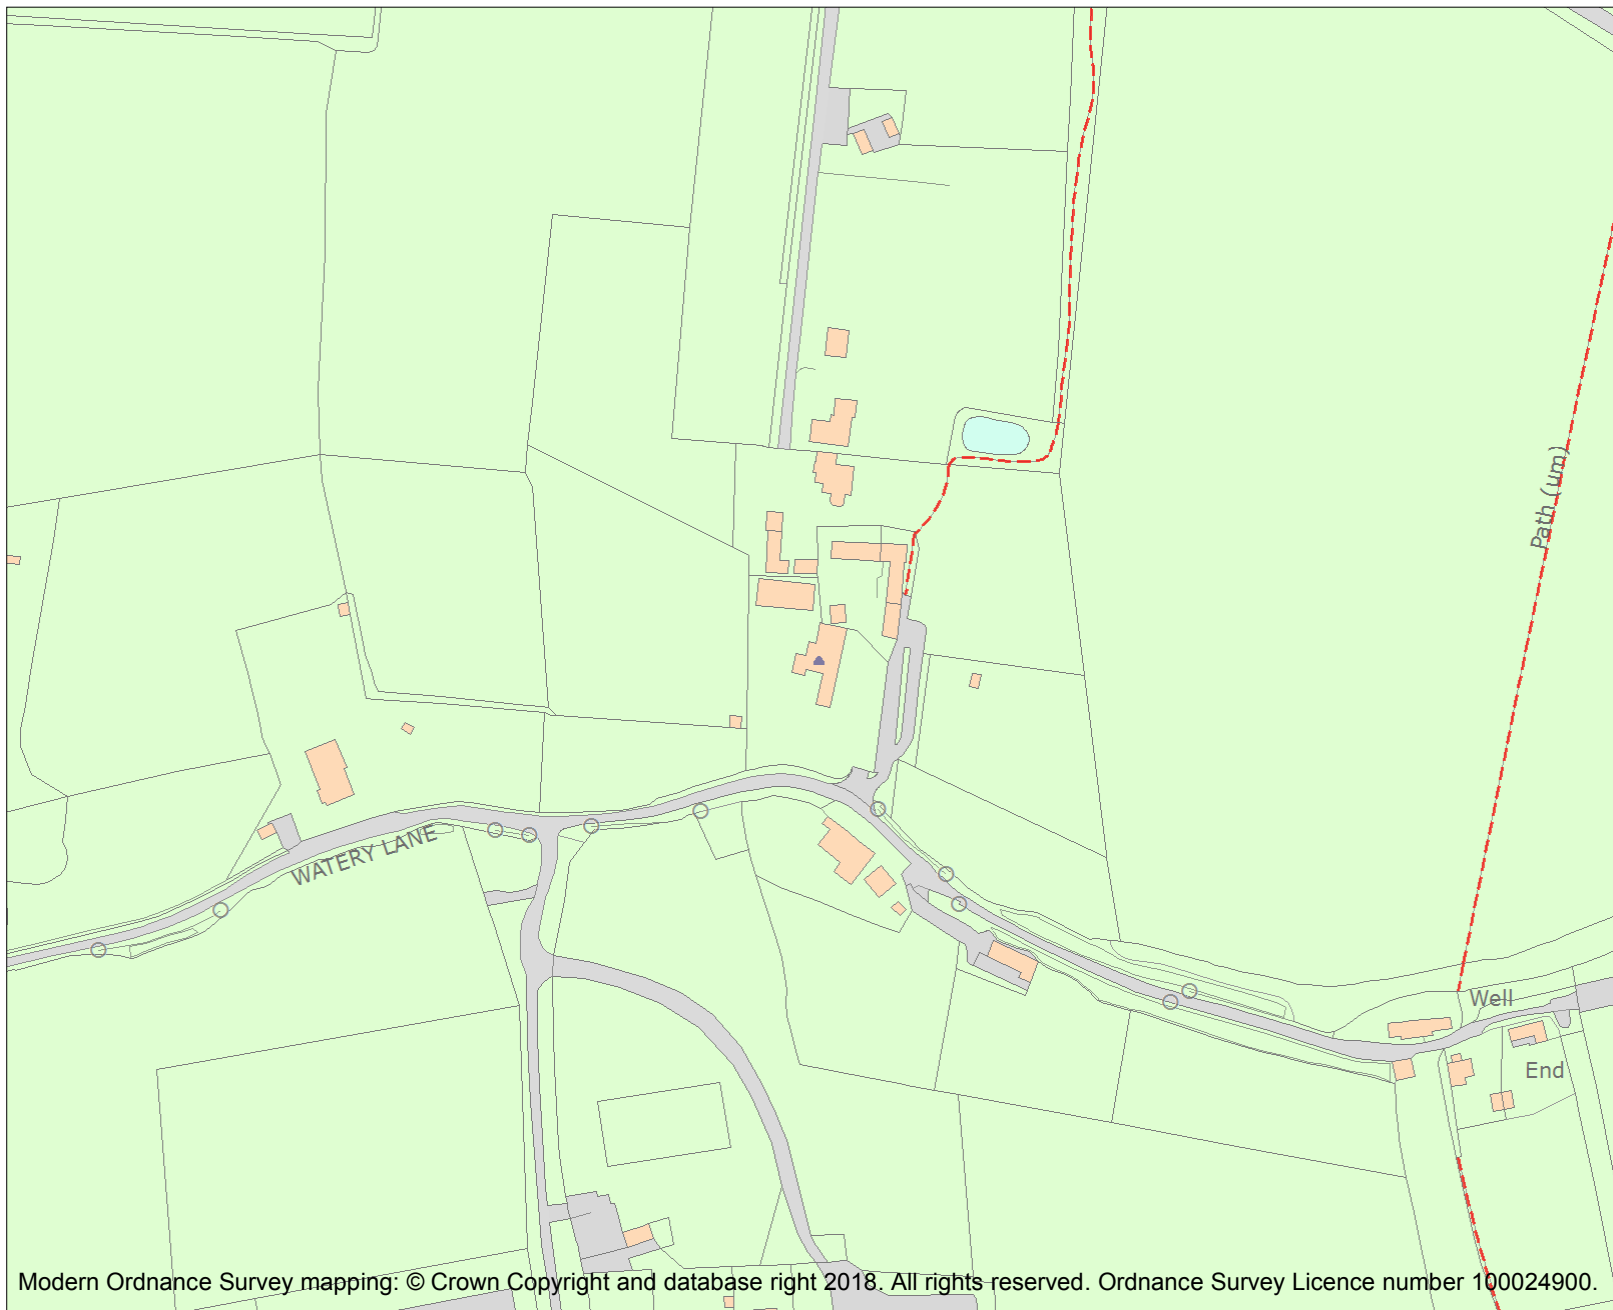 Path (um)
WATERY LANE
Well
End
Modern Ordnance Survey mapping: © Crown Copyright and database right 2018. All rights reserved. Ordnance Survey Licence number 100024900.